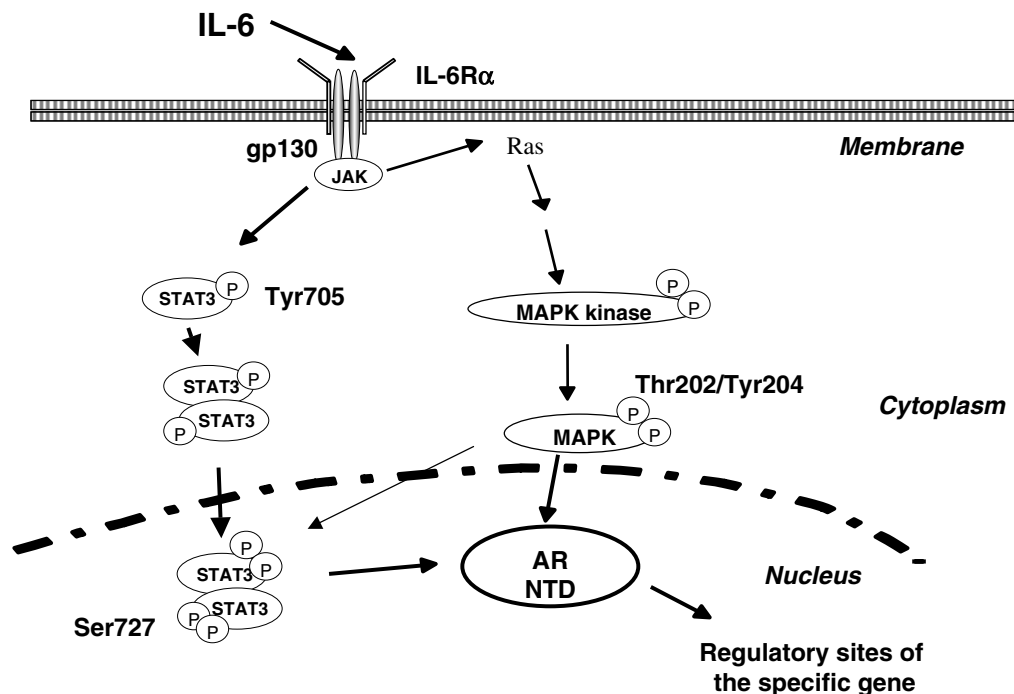 IL-6
IL-6Rα
gp130
JAK
Ras
Membrane
STAT3
P
Tyr705
P
P
MAPK kinase
STAT3
P
STAT3
P
Thr202/Tyr204
P
P
MAPK
Cytoplasm
P
P
STAT3
STAT3
P
P
Ser727
AR
NTD
Nucleus
Regulatory sites of
the specific gene